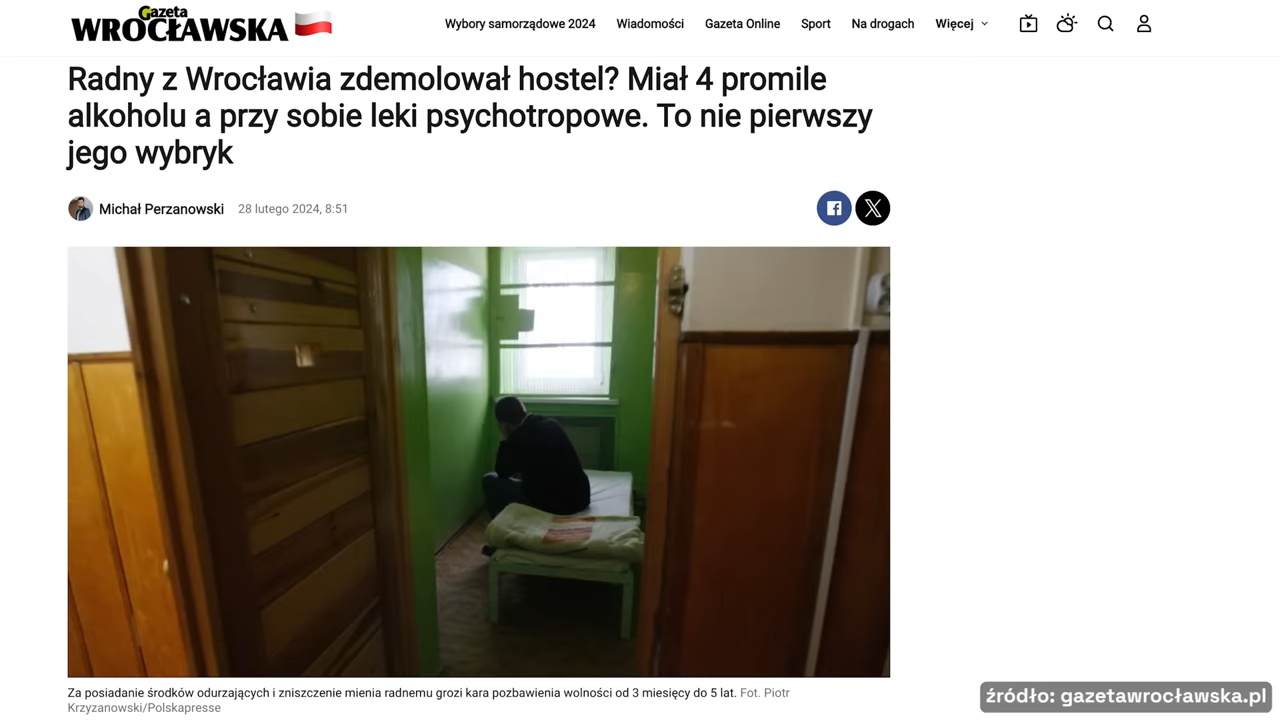 Gazeta
WROCŁAWSKA
Wybory samorządowe 2024 Wiadomości Gazeta Online Sport Na drogach Więcej
Radny z Wrocławia zdemolował hostel? Miał 4 promile
alkoholu a przy sobie leki psychotropowe. To nie pierwszy
jego wybryk
Michał Perzanowski 28 lutego 2024, 8:51
Za posiadanie środków odurzających i zniszczenie mienia radnemu grozi kara pozbawienia wolności od 3 miesięcy do 5 lat. Fot. Piotr
Krzyzanowski/Polskapresse
źródło: gazetawrocławska.pl